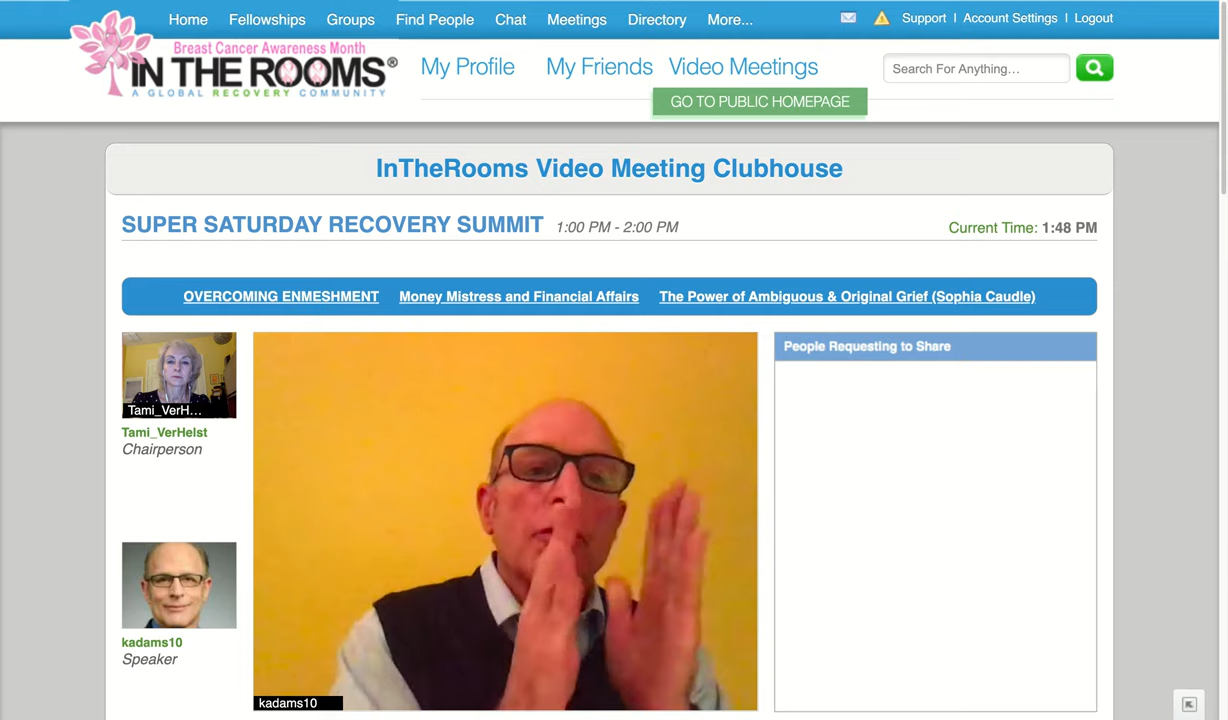 Home Fellowships Groups Find People Chat Meetings Directory More... Support | Account Settings | Logout
Breast Cancer Awareness Month
IN THE ROOMS®
A GLOBAL RECOVERY COMMUNITY
My Profile My Friends Video Meetings Search For Anything...
GO TO PUBLIC HOMEPAGE
InTheRooms Video Meeting Clubhouse
SUPER SATURDAY RECOVERY SUMMIT 1:00 PM - 2:00 PM Current Time: 1:48 PM
OVERCOMING ENMESHMENT Money Mistress and Financial Affairs The Power of Ambiguous & Original Grief (Sophia Caudle)
People Requesting to Share
Tami_VerH...
Tami_VerHelst
Chairperson
kadams10
Speaker
kadams10